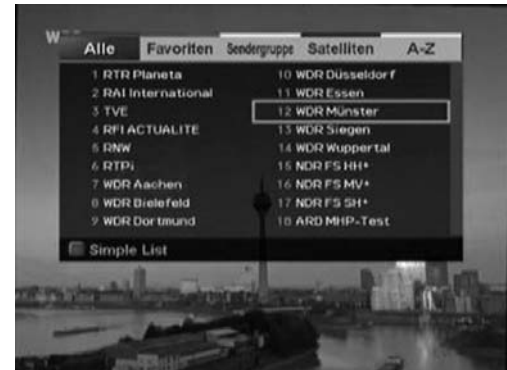 W
Alle Favoriten Sendergruppe Satelliten A-Z
1 RTR Planeta
2 RAI International
3 TVE
4 RFI ACTUALITE
5 RNW
6 RTPi
7 WDR Aachen
8 WDR Bielefeld
9 WDR Dortmund
10 WDR Düsseldorf
11 WDR Essen
12 WDR Münster
13 WDR Siegen
14 WDR Wuppertal
15 NDR FS HH*
16 NDR FS MV*
17 NDR FS SH*
18 ARD MHP-Test
Simple List